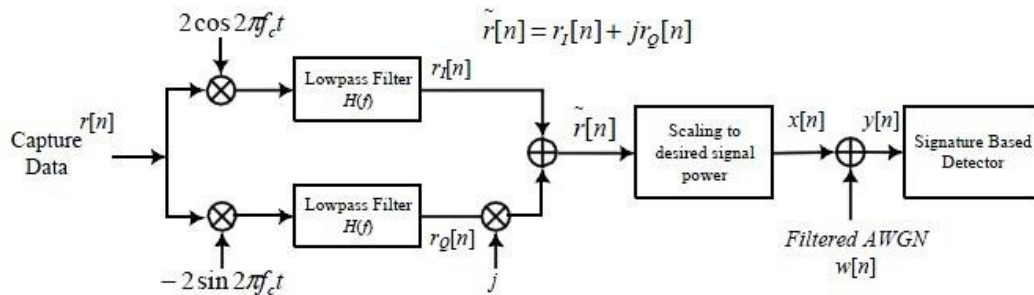 2cos 2πf_c t
r̃[n] = r_I[n] + jr_Q[n]
Lowpass Filter
H(f)
r_I[n]
Capture
Data
r[n]
r̃[n]
Scaling to
desired signal
power
x[n]
y[n]
Signature Based
Detector
Lowpass Filter
H(f)
r_Q[n]
−2sin 2πf_c t
j
Filtered AWGN
w[n]